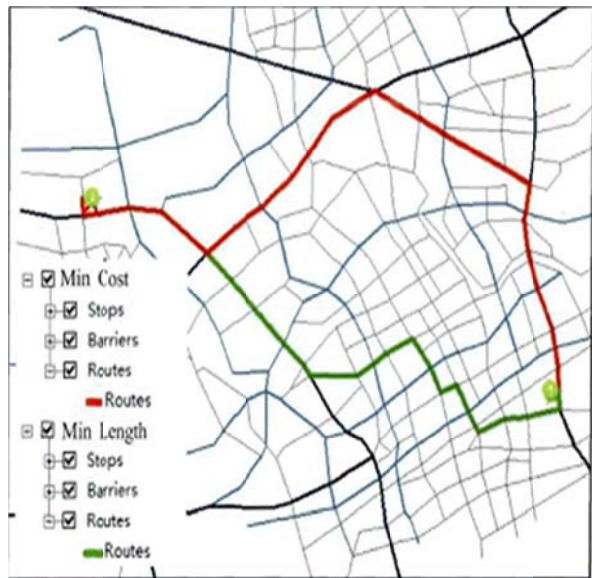 Min Cost
Stops
Barriers
Routes
Routes
Min Length
Stops
Barriers
Routes
Routes